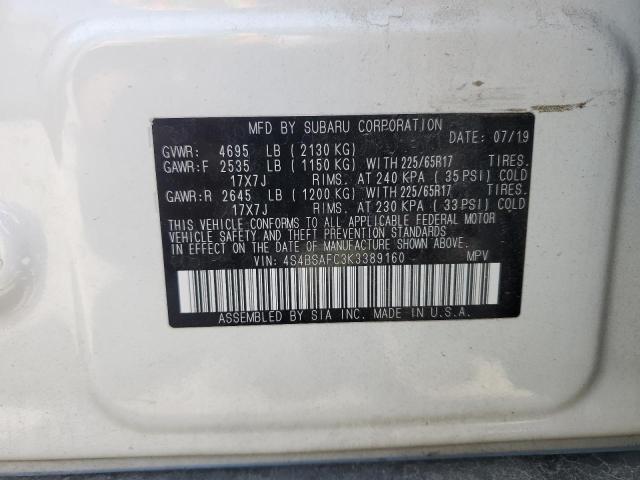 MFD BY SUBARU CORPORATION
DATE: 07/19
GVWR: 4695 LB (2130 KG)
GAWR:F 2535 LB (1150 KG) WITH 225/65R17 TIRES.
17X7J RIMS. AT 240 KPA (35 PSI) COLD
GAWR:R 2645 LB (1200 KG) WITH 225/65R17 TIRES.
17X7J RIMS. AT 230 KPA (33 PSI) COLD
THIS VEHICLE CONFORMS TO ALL APPLICABLE FEDERAL MOTOR
VEHICLE SAFETY AND THEFT PREVENTION STANDARDS
IN EFFECT ON THE DATE OF MANUFACTURE SHOWN ABOVE.
VIN: 4S4BSAFC3K3389160 MPV
ASSEMBLED BY SIA INC. MADE IN U.S.A.